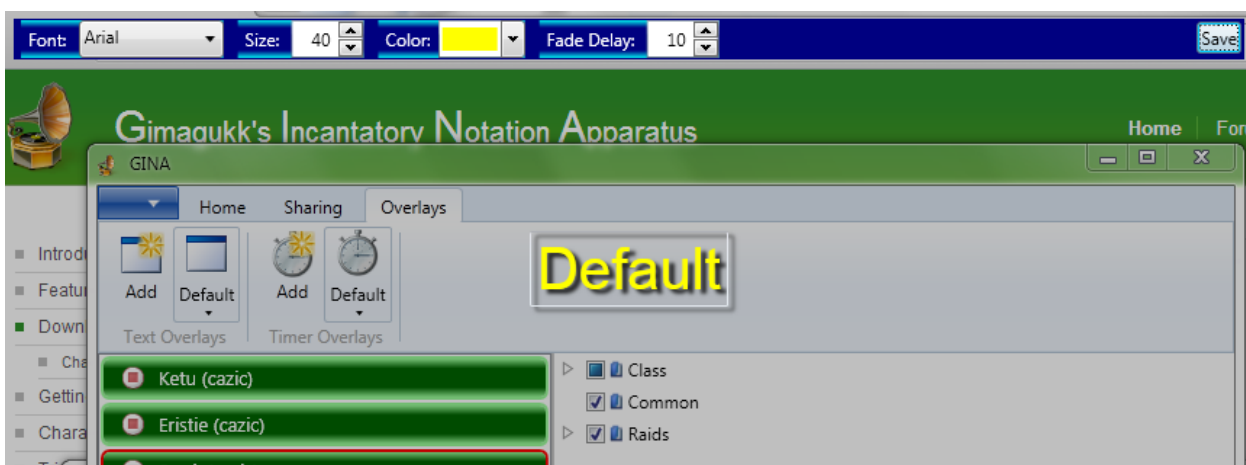 Font: Arial Size: 40 Color: Fade Delay: 10 Save
Gimagukk's Incantatory Notation Apparatus
Home
GINA
Home Sharing Overlays
Default
Add Default Add Default
Text Overlays Timer Overlays
Ketu (cazic)
Eristie (cazic)
Class
Common
Raids